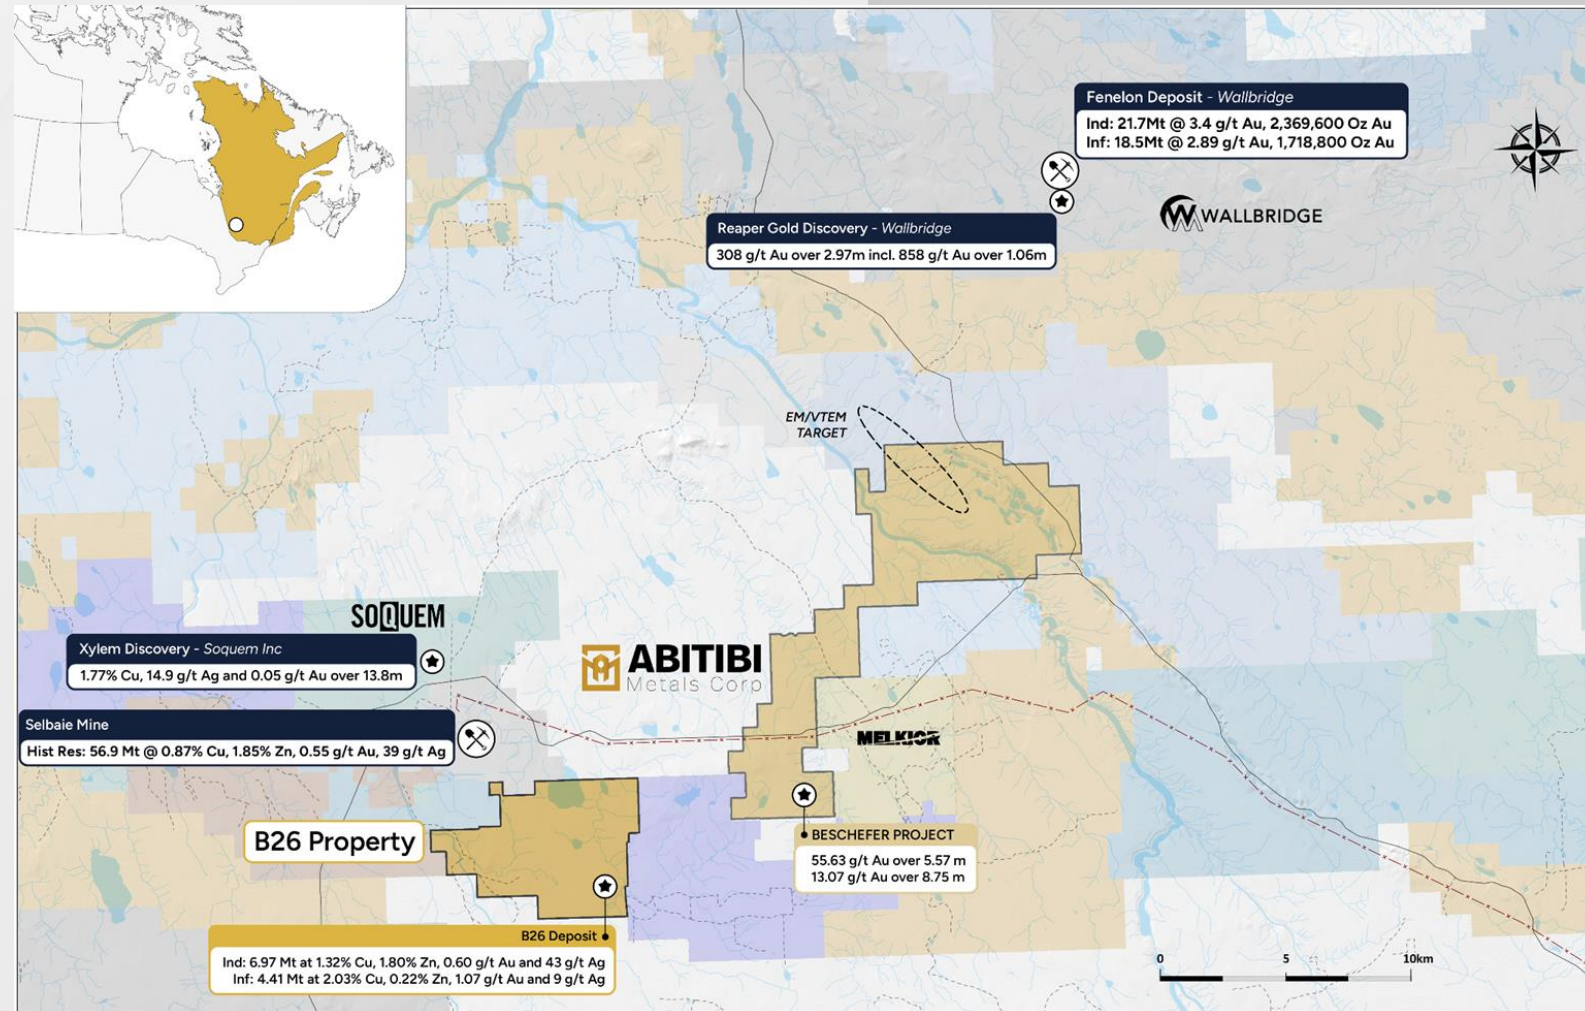 Fenelon Deposit - Wallbridge
Ind: 21.7Mt @ 3.4 g/t Au, 2,369,600 Oz Au
Inf: 18.5Mt @ 2.89 g/t Au, 1,718,800 Oz Au
WALLBRIDGE
Reaper Gold Discovery - Wallbridge
308 g/t Au over 2.97m incl. 858 g/t Au over 1.06m
EM/VTEM
TARGET
SOQUEM
Xylem Discovery - Soquem Inc
1.77% Cu, 14.9 g/t Ag and 0.05 g/t Au over 13.8m
ABITIBI
Metals Corp
Selbaie Mine
Hist Res: 56.9 Mt @ 0.87% Cu, 1.85% Zn, 0.55 g/t Au, 39 g/t Ag
MELKIOR
B26 Property
BESCHEFER PROJECT
55.63 g/t Au over 5.57 m
13.07 g/t Au over 8.75 m
B26 Deposit
Ind: 6.97 Mt at 1.32% Cu, 1.80% Zn, 0.60 g/t Au and 43 g/t Ag
Inf: 4.41 Mt at 2.03% Cu, 0.22% Zn, 1.07 g/t Au and 9 g/t Ag
0 5 10km